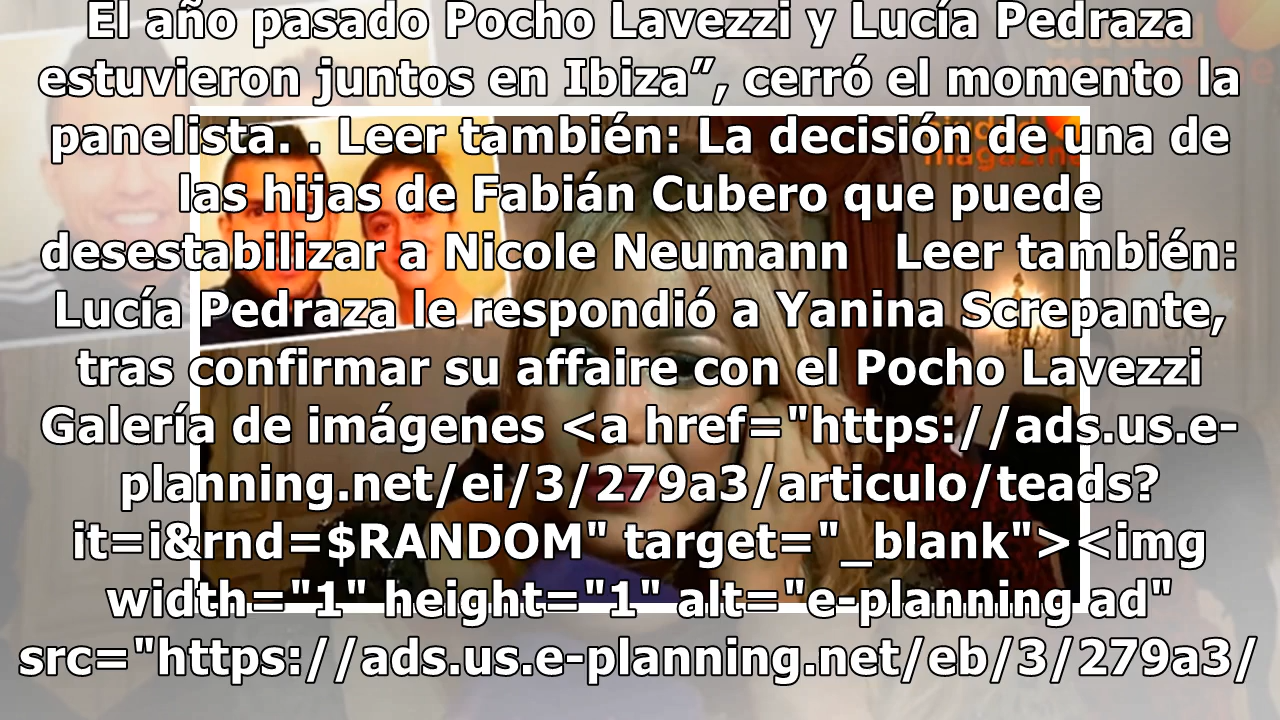 El año pasado Pocho Lavezzi y Lucía Pedraza
estuvieron juntos en Ibiza”, cerró el momento la
panelista. . Leer también: La decisión de una de
las hijas de Fabián Cubero que puede
desestabilizar a Nicole Neumann   Leer también:
Lucía Pedraza le respondió a Yanina Screpante,
tras confirmar su affaire con el Pocho Lavezzi
Galería de imágenes <a href="https://ads.us.e-
planning.net/ei/3/279a3/articulo/teads?
it=i&rnd=$RANDOM" target="_blank"><img
width="1" height="1" alt="e-planning ad"
src="https://ads.us.e-planning.net/eb/3/279a3/
ciudad
magazine